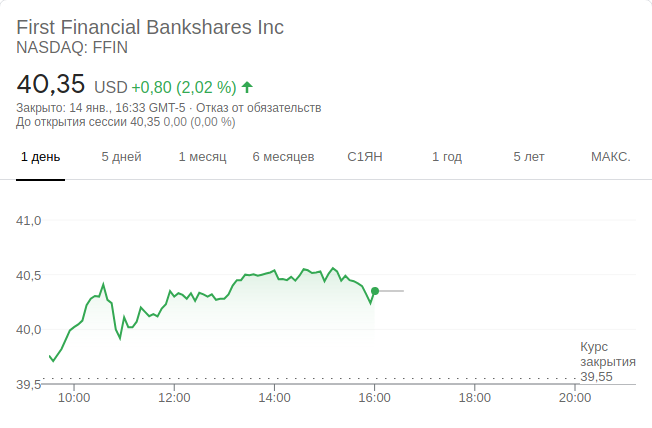 First Financial Bankshares Inc
NASDAQ: FFIN
40,35 USD +0,80 (2,02 %)
Закрыто: 14 янв., 16:33 GMT-5 · Отказ от обязательств
До открытия сессии 40,35 0,00 (0,00 %)
1 день 5 дней 1 месяц 6 месяцев С1ЯН 1 год 5 лет МАКС.
41,0
40,5
40,0
Курс
закрытия
39,55
39,5
10:00 12:00 14:00 16:00 18:00 20:00